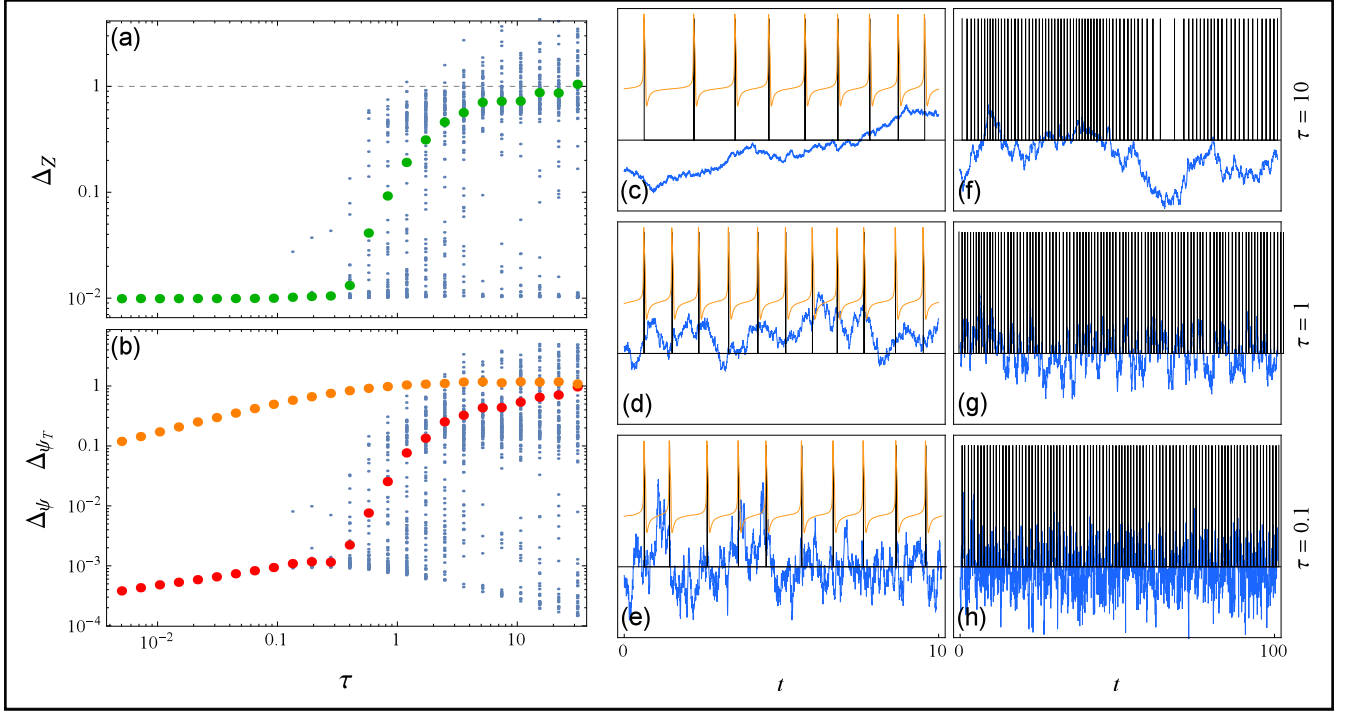 (a)
Δ_Z
1
0.1
10⁻²
(b)
Δ_ψ Δ_ψ_T
1
0.1
10⁻²
10⁻³
10⁻⁴
10⁻² 0.1 1 10
τ
(c)
(f)
τ = 10
(d)
(g)
τ = 1
(e)
(h)
τ = 0.1
0 10
0 100
t
t